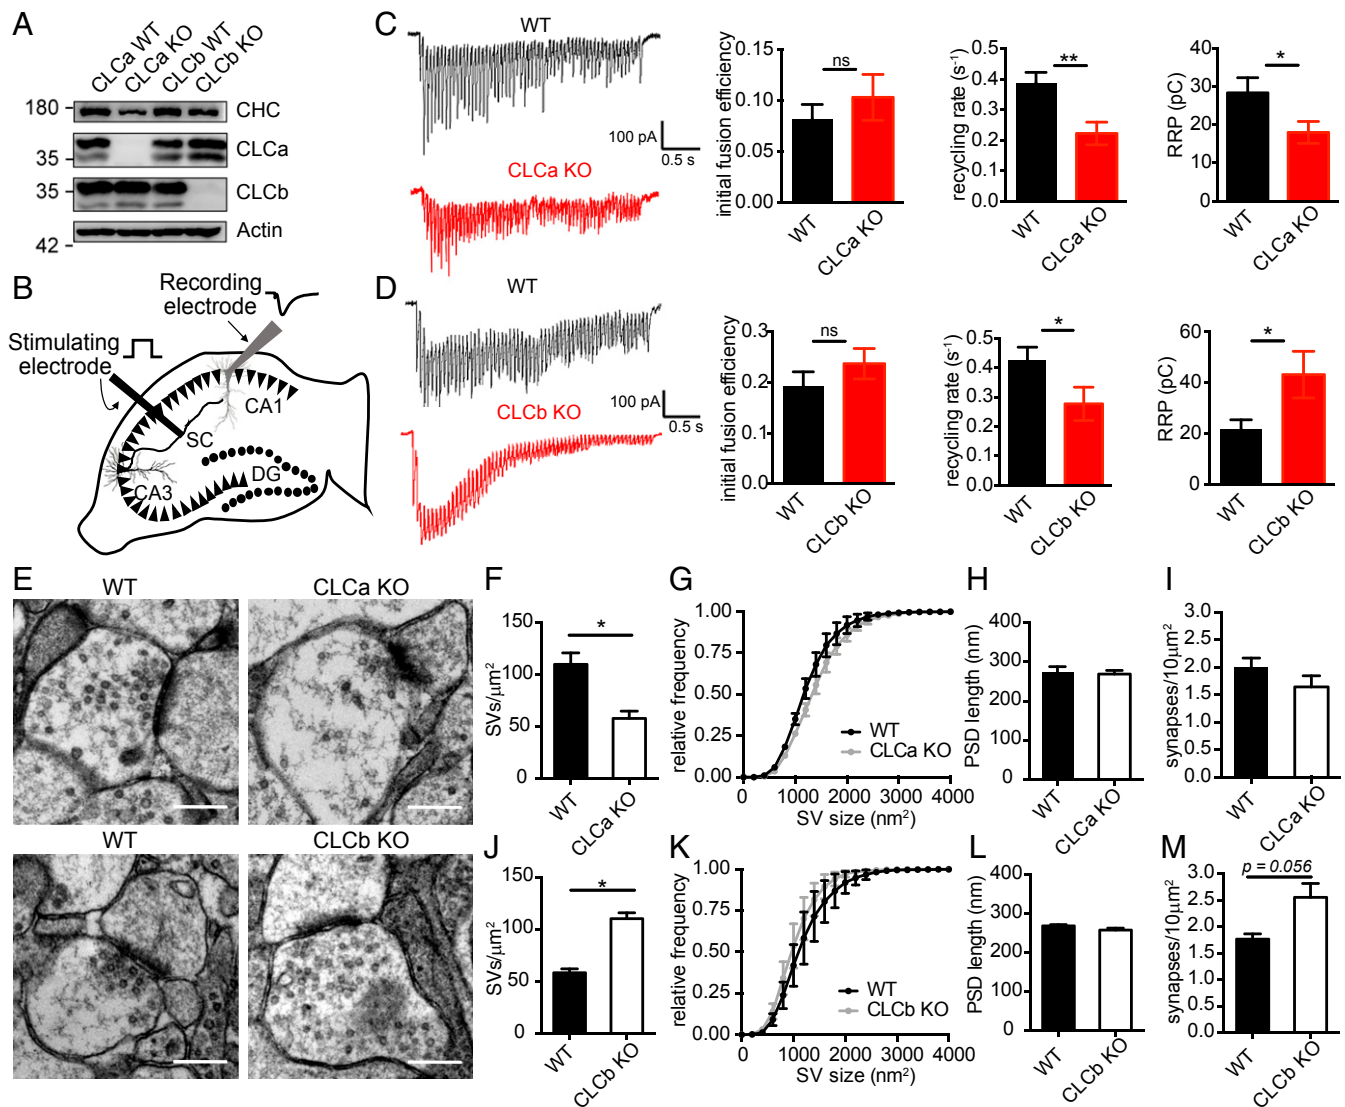 A
CLCa WT
CLCa KO
CLCb WT
CLCb KO
180
CHC
CLCa
35
35
CLCb
Actin
42
B
Recording
electrode
Stimulating
electrode
CA1
SC
DG
CA3
C
WT
100 pA
0.5 s
CLCa KO
initial fusion efficiency
0.15
0.10
0.05
0.00
ns
WT
CLCa KO
recycling rate (s⁻¹)
0.5
0.4
0.3
0.2
0.1
0.0
**
WT
CLCa KO
RRP (pC)
40
30
20
10
0
*
WT
CLCa KO
D
WT
100 pA
0.5 s
CLCb KO
initial fusion efficiency
0.3
0.2
0.1
0.0
ns
WT
CLCb KO
recycling rate (s⁻¹)
0.5
0.4
0.3
0.2
0.1
0.0
*
WT
CLCb KO
RRP (pC)
60
40
20
0
*
WT
CLCb KO
E
WT
CLCa KO
WT
CLCb KO
F
SVs/µm²
150
100
50
0
*
WT
CLCa KO
G
relative frequency
1.00
0.75
0.50
0.25
0.00
WT
CLCa KO
0 1000 2000 3000 4000
SV size (nm²)
H
PSD length (nm)
400
300
200
100
0
WT
CLCa KO
I
synapses/10µm²
3.0
2.5
2.0
1.5
1.0
0.5
0.0
WT
CLCa KO
J
SVs/µm²
150
100
50
0
*
WT
CLCb KO
K
relative frequency
1.00
0.75
0.50
0.25
0.00
WT
CLCb KO
0 1000 2000 3000 4000
SV size (nm²)
L
PSD length (nm)
400
300
200
100
0
WT
CLCb KO
M
p = 0.056
synapses/10µm²
3.0
2.5
2.0
1.5
1.0
0.5
0.0
WT
CLCb KO